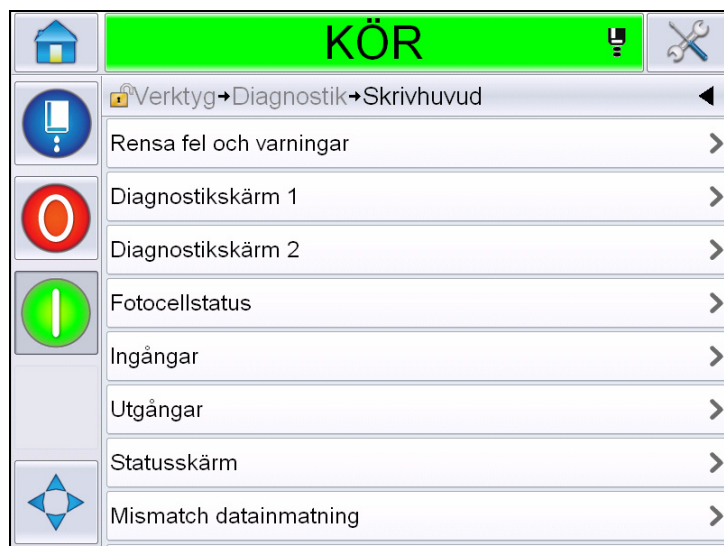 KÖR
Verktyg→Diagnostik→Skrivhuvud
Rensa fel och varningar
Diagnostikskärm 1
Diagnostikskärm 2
Fotocellstatus
Ingångar
Utgångar
Statusskärm
Mismatch datainmatning